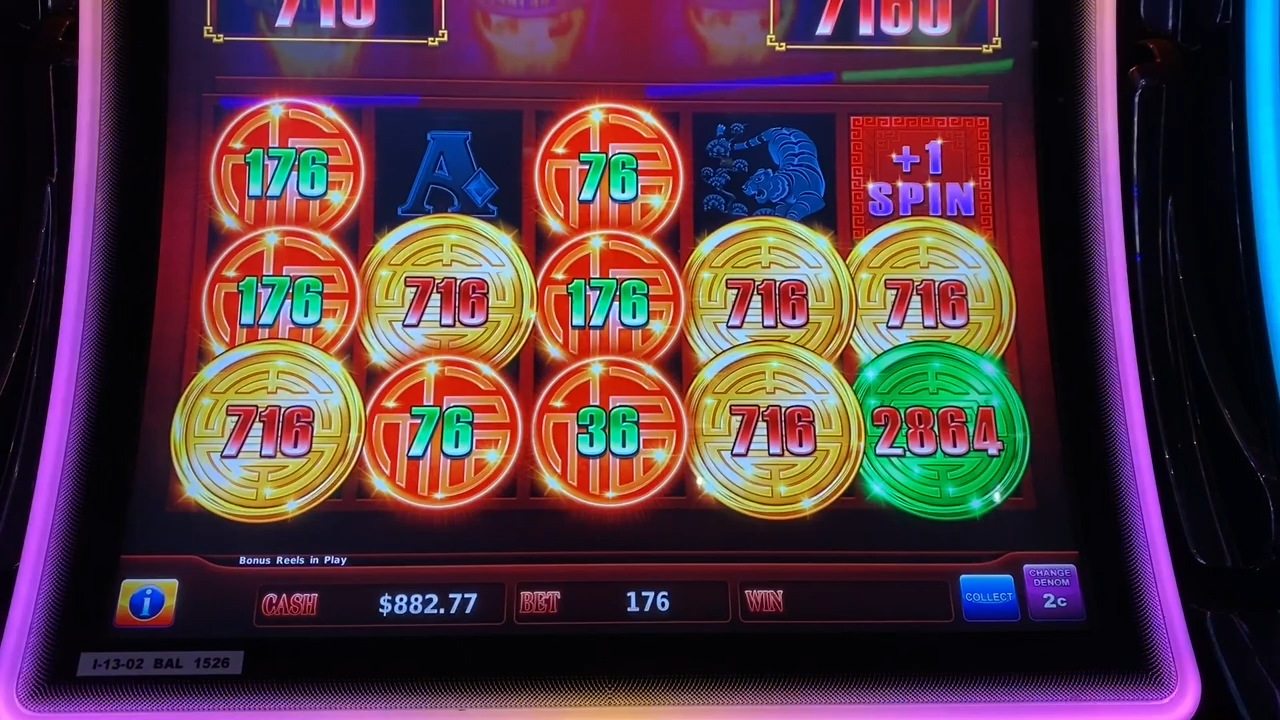 716
7160
176
A
76
+1
SPIN
176
716
176
716
716
716
76
36
716
2864
Bonus Reels in Play
CASH $882.77 BET 176 WIN
COLLECT
CHANGE
DENOM
2c
I-13-02 BAL 1526